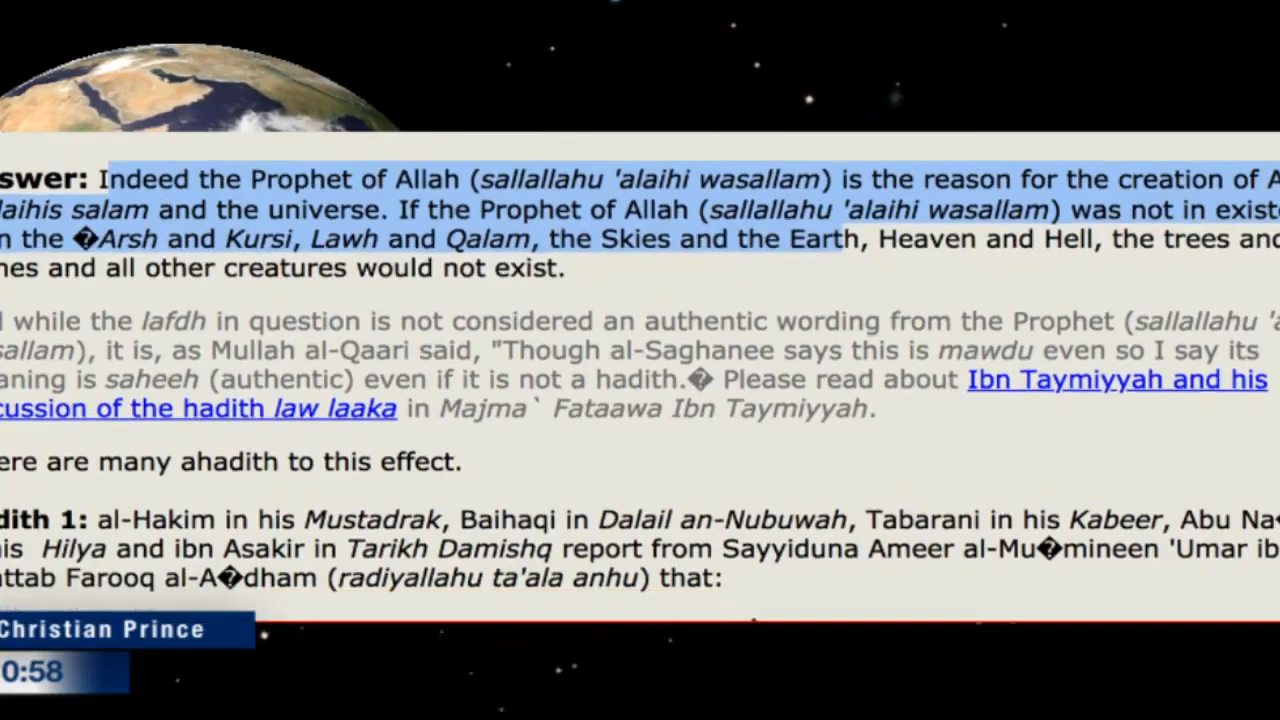 swer: Indeed the Prophet of Allah (sallallahu 'alaihi wasallam) is the reason for the creation of A
laihis salam and the universe. If the Prophet of Allah (sallallahu 'alaihi wasallam) was not in exist
n the �Arsh and Kursi, Lawh and Qalam, the Skies and the Earth, Heaven and Hell, the trees and
nes and all other creatures would not exist.
l while the lafdh in question is not considered an authentic wording from the Prophet (sallallahu 'a
sallam), it is, as Mullah al-Qaari said, "Though al-Saghanee says this is mawdu even so I say its
aning is saheeh (authentic) even if it is not a hadith.� Please read about Ibn Taymiyyah and his
cussion of the hadith law laaka in Majma` Fataawa Ibn Taymiyyah.
ere are many ahadith to this effect.
dith 1: al-Hakim in his Mustadrak, Baihaqi in Dalail an-Nubuwah, Tabarani in his Kabeer, Abu Na�
his Hilya and ibn Asakir in Tarikh Damishq report from Sayyiduna Ameer al-Mu�mineen 'Umar ib
attab Farooq al-A�dham (radiyallahu ta'ala anhu) that:
Christian Prince
0:58